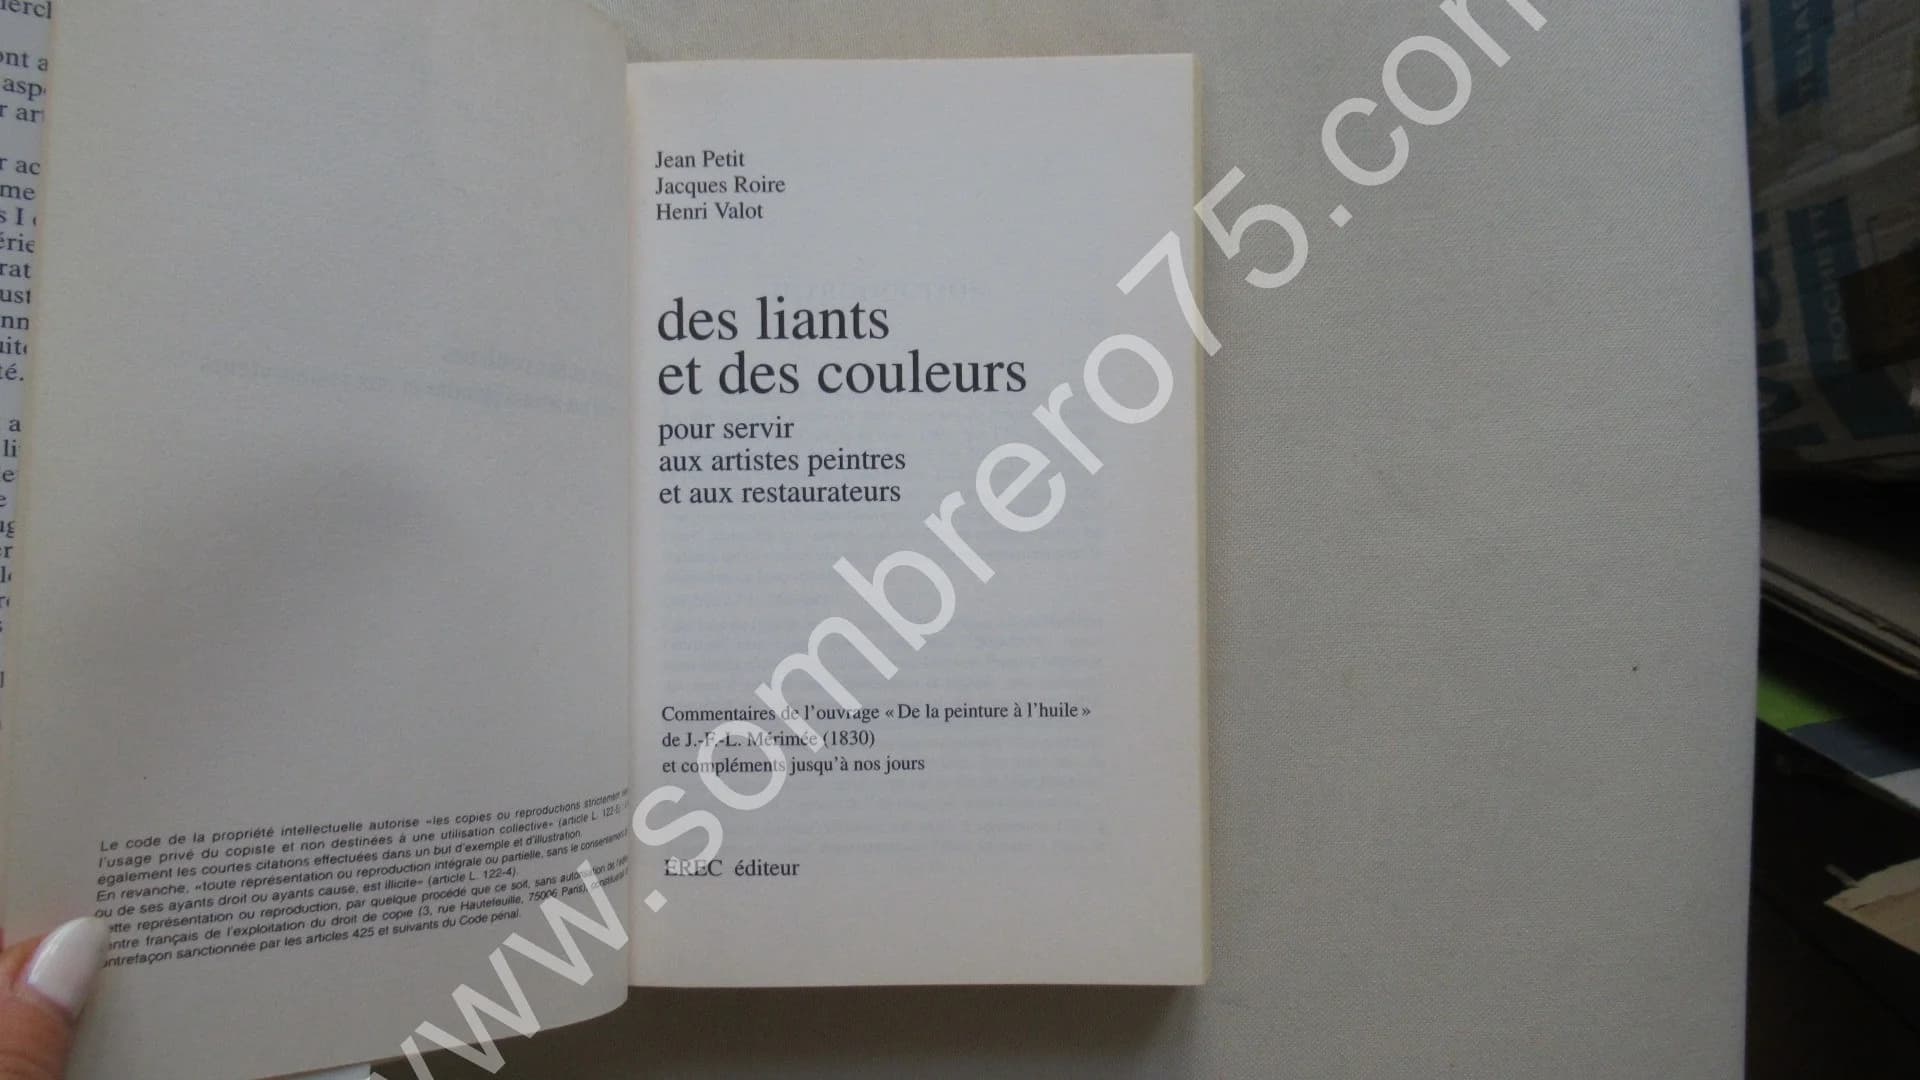 Jean Petit
Jacques Roire
Henri Valot
des liants
et des couleurs
pour servir
aux artistes peintres
et aux restaurateurs
Commentaires de l'ouvrage « De la peinture à l'huile »
de J.-F.-L. Mérimée (1830)
et compléments jusqu'à nos jours
EREC éditeur
Le code de la propriété intellectuelle autorise «les copies ou reproductions strictement
l'usage privé du copiste et non destinées à une utilisation collective» (article L. 122-5)
également les courtes citations effectuées dans un but d'exemple et d'illustration.
En revanche, «toute représentation ou reproduction intégrale ou partielle, sans le consentement
ou de ses ayants droit ou ayants cause, est illicite» (article L. 122-4).
ette représentation ou reproduction, par quelque procédé que ce soit, sans autorisation de
entre français de l'exploitation du droit de copie (3, rue Hautefeuille, 75006 Paris),
ontrefaçon sanctionnée par les articles 425 et suivants du Code pénal.
www.sombrero75.com